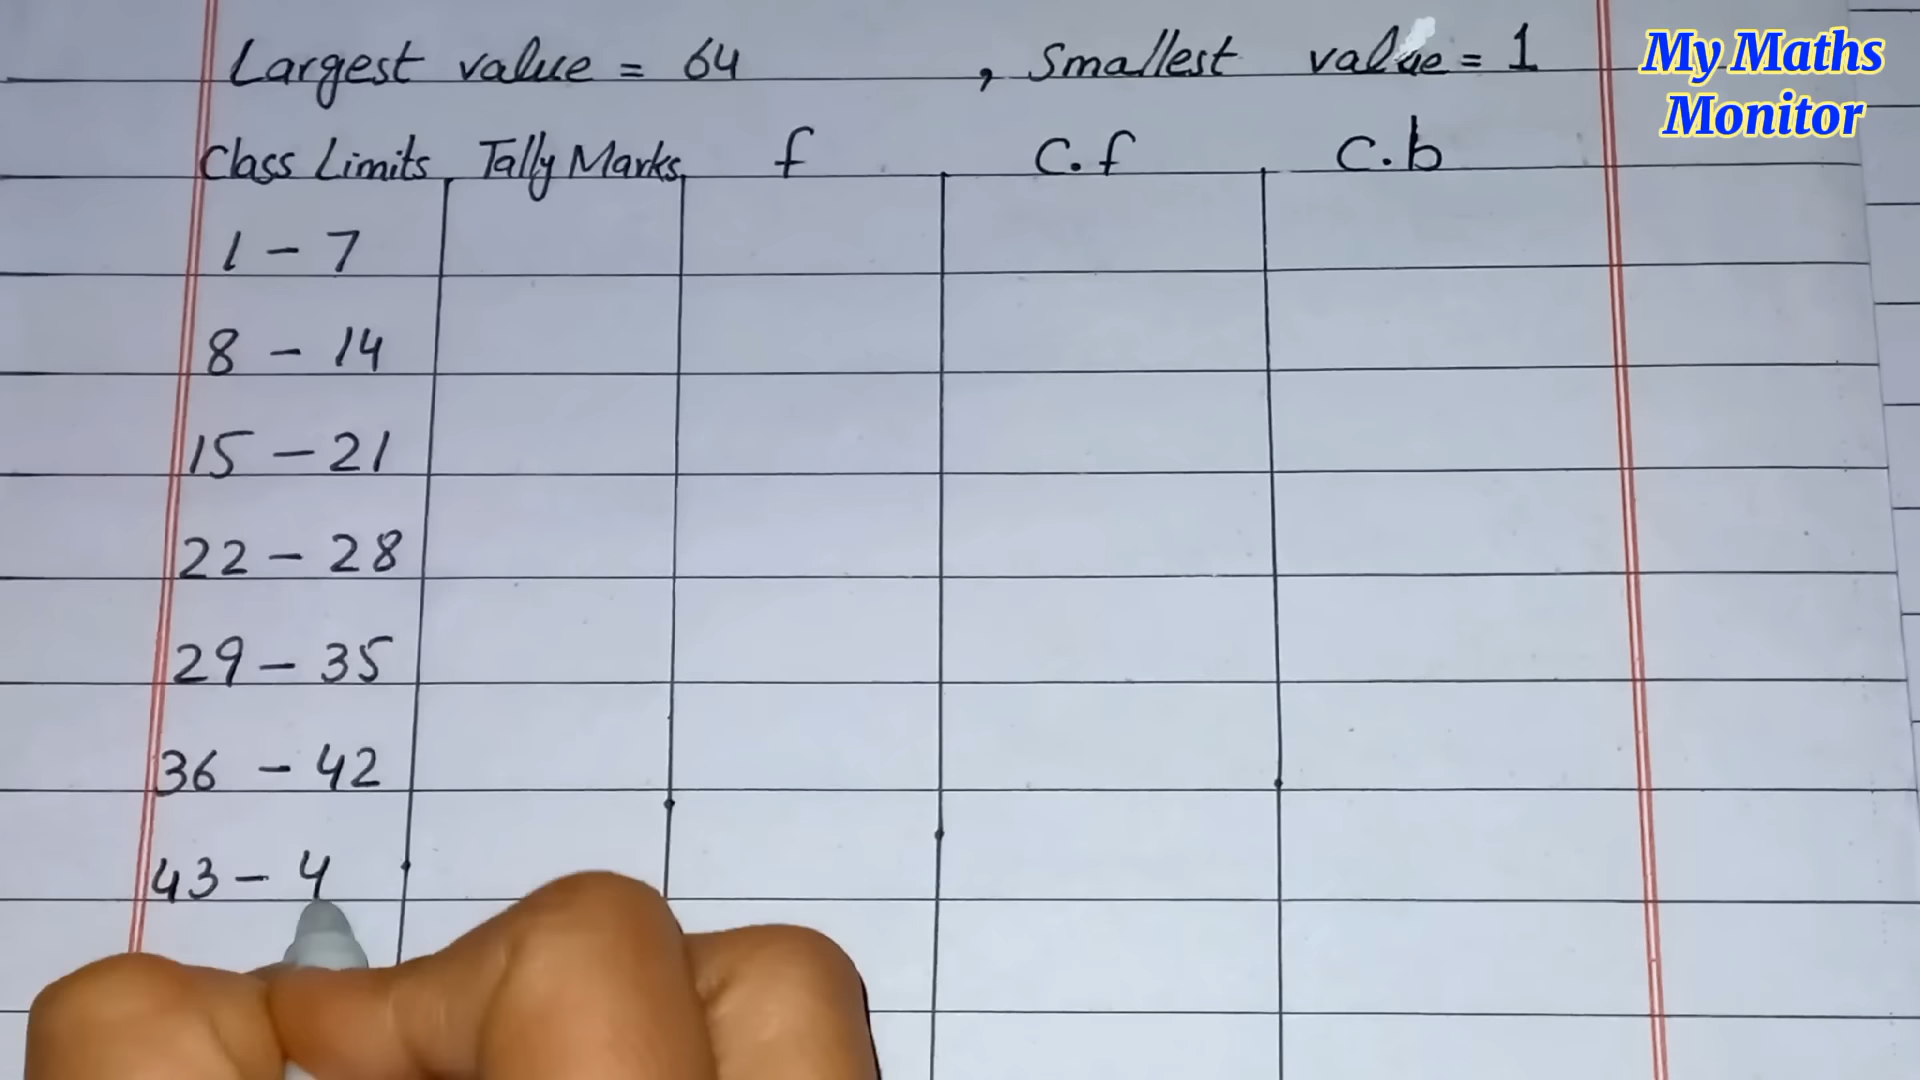 Largest value = 64 , Smallest value = 1
My Maths
Monitor
Class Limits Tally Marks f C.f C.b
1 - 7
8 - 14
15 - 21
22 - 28
29 - 35
36 - 42
43 - 4